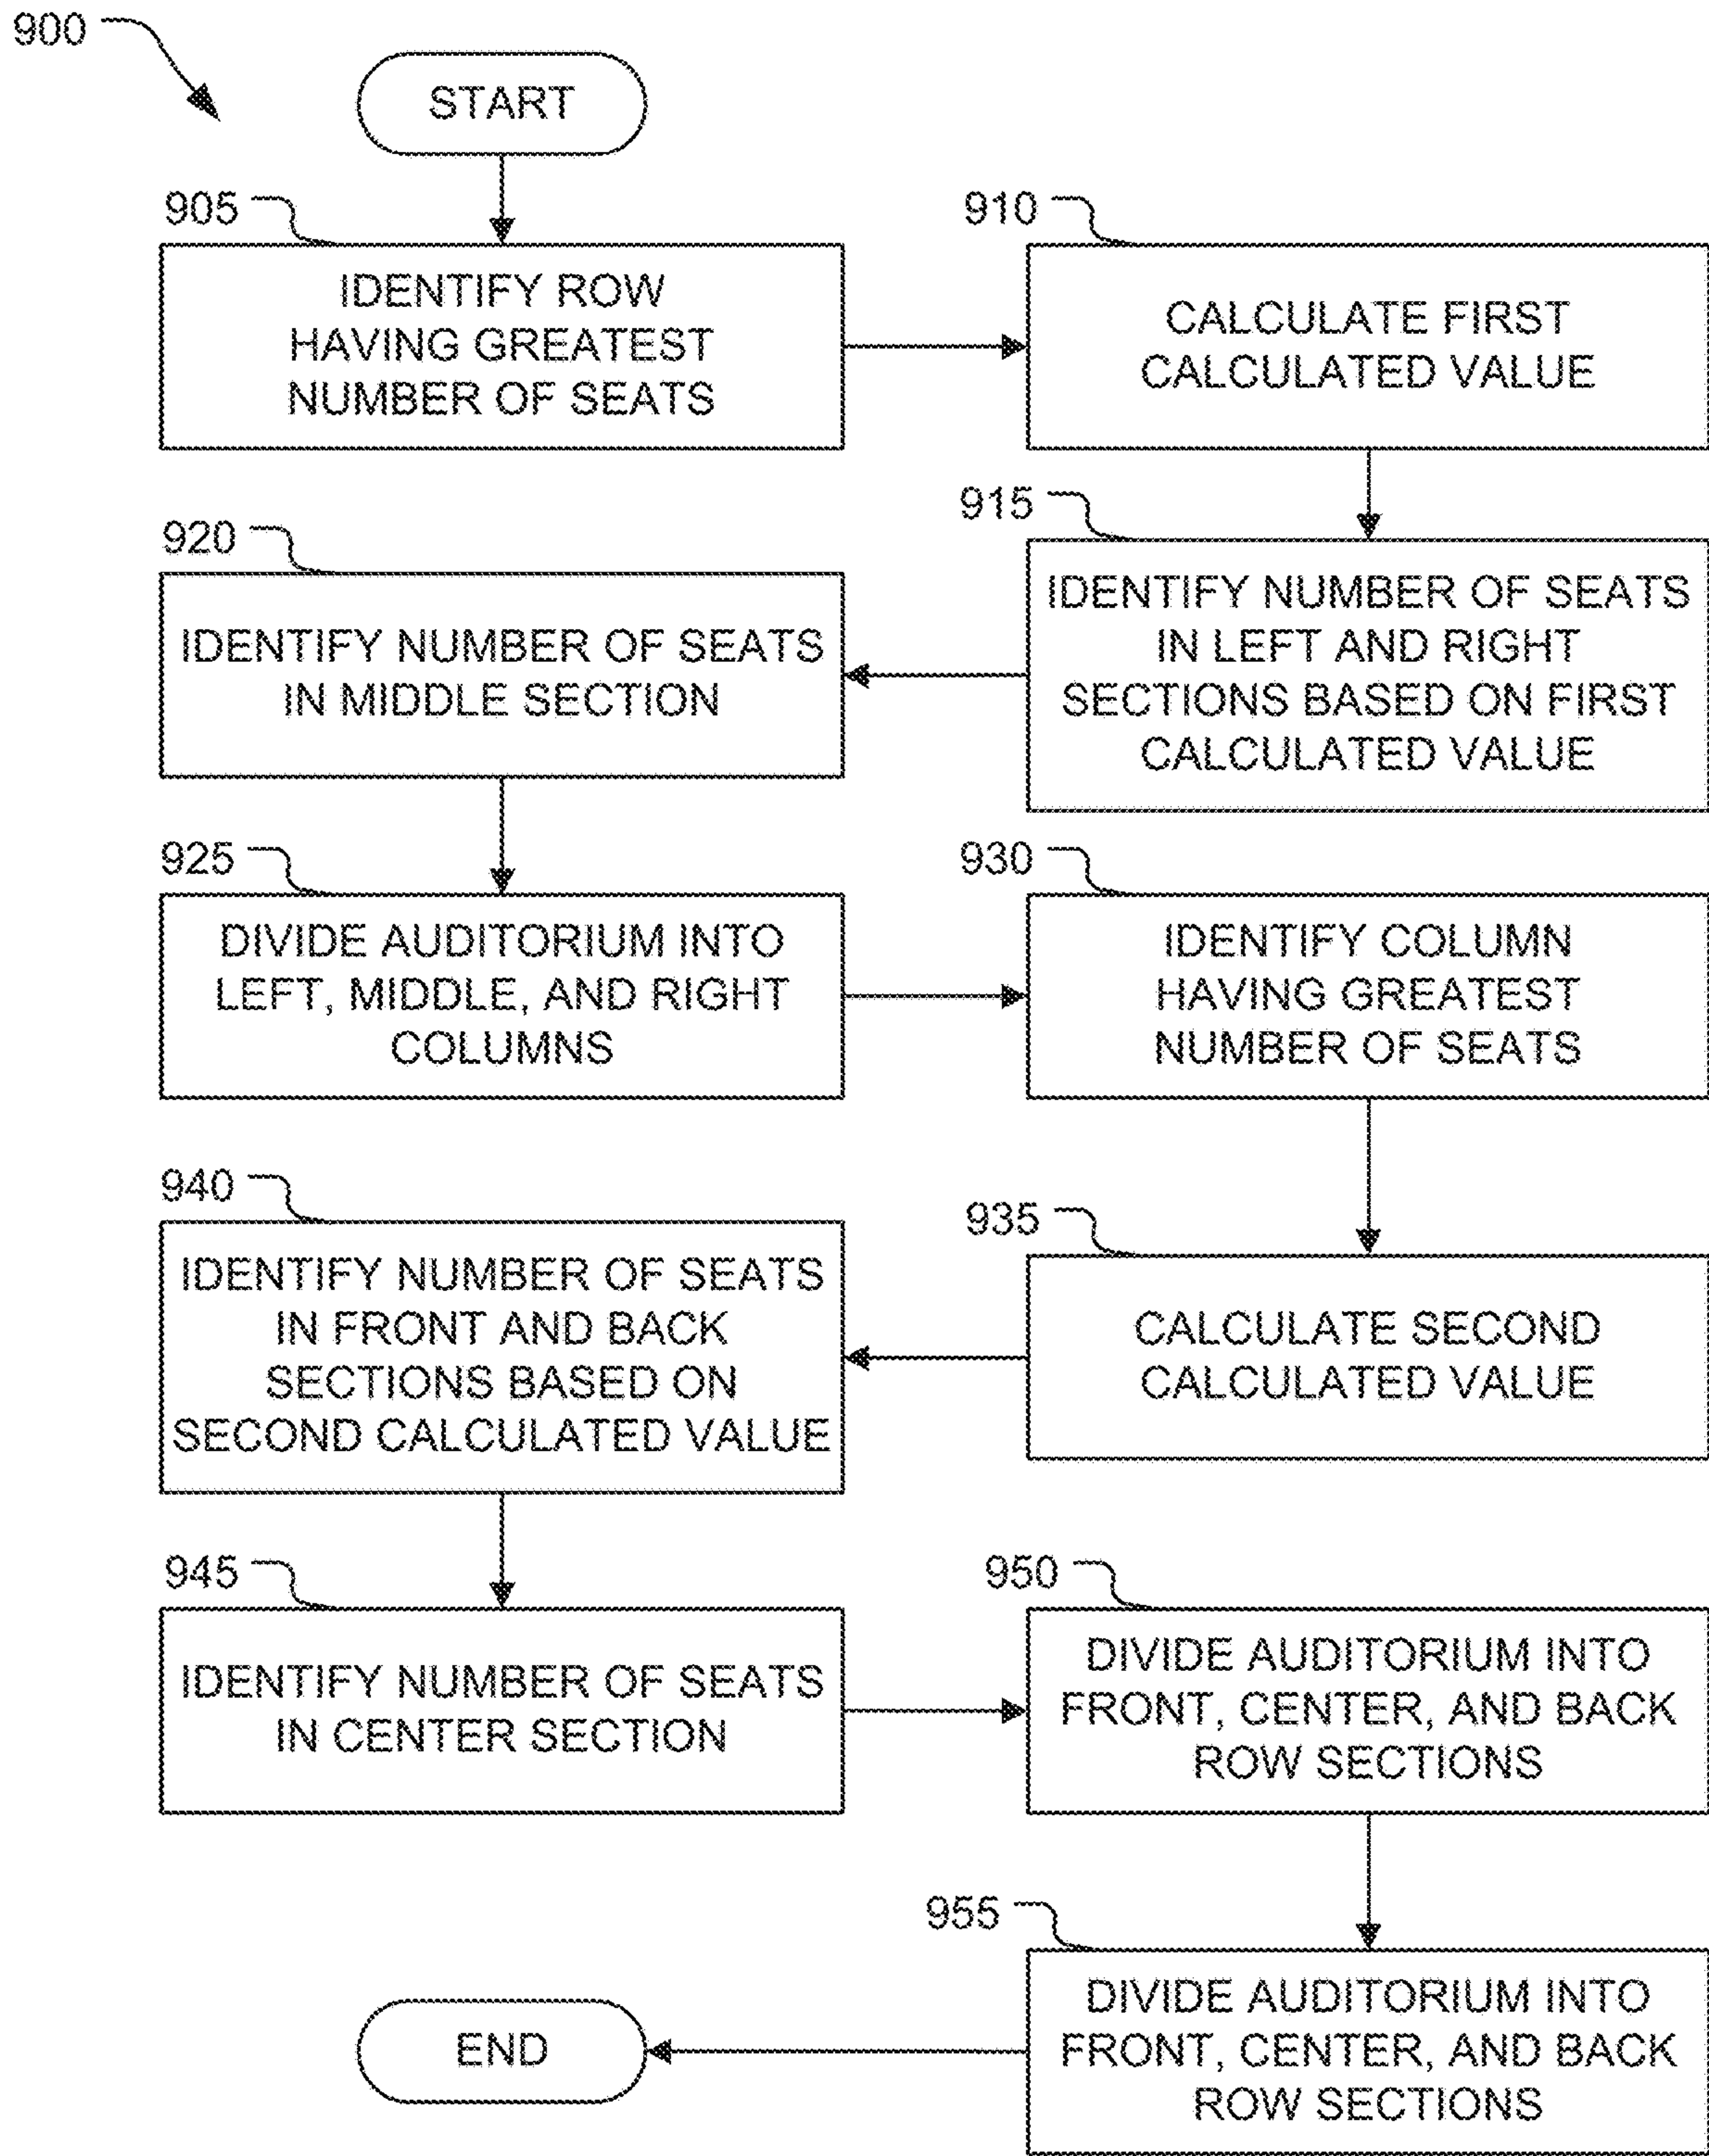 900
START
905
IDENTIFY ROW
HAVING GREATEST
NUMBER OF SEATS
910
CALCULATE FIRST
CALCULATED VALUE
915
IDENTIFY NUMBER OF SEATS
IN LEFT AND RIGHT
SECTIONS BASED ON FIRST
CALCULATED VALUE
920
IDENTIFY NUMBER OF SEATS
IN MIDDLE SECTION
925
DIVIDE AUDITORIUM INTO
LEFT, MIDDLE, AND RIGHT
COLUMNS
930
IDENTIFY COLUMN
HAVING GREATEST
NUMBER OF SEATS
935
CALCULATE SECOND
CALCULATED VALUE
940
IDENTIFY NUMBER OF SEATS
IN FRONT AND BACK
SECTIONS BASED ON
SECOND CALCULATED VALUE
945
IDENTIFY NUMBER OF SEATS
IN CENTER SECTION
950
DIVIDE AUDITORIUM INTO
FRONT, CENTER, AND BACK
ROW SECTIONS
955
DIVIDE AUDITORIUM INTO
FRONT, CENTER, AND BACK
ROW SECTIONS
END